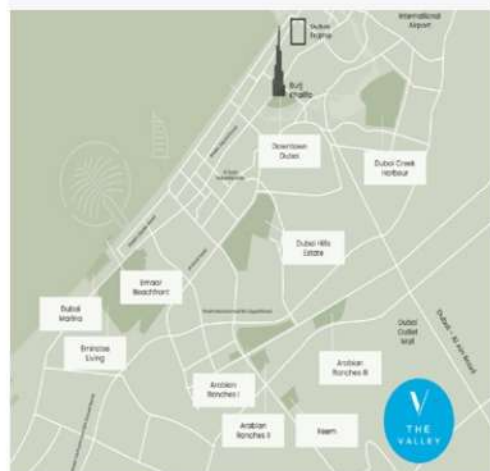 International
Airport
Dubai
Frame
Burj
Khalifa
Downtown
Dubai
Dubai Creek
Harbour
Dubai Hills
Estate
Emaar
Beachfront
Dubai
Marina
Emirates
Living
Dubai
Outlet
Mall
Dubai - Al Ain Road
Arabian
Ranches III
Arabian
Ranches I
Arabian
Ranches II
Reem
V
THE
VALLEY